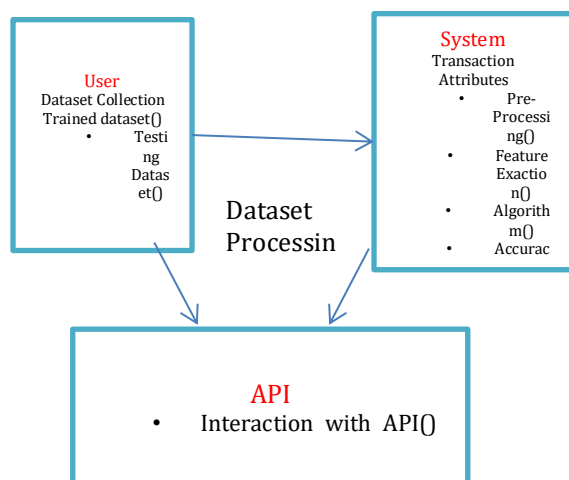 User
Dataset Collection
Trained dataset()
• Testi
ng
Datas
et()
System
Transaction
Attributes
• Pre-
Processi
ng()
• Feature
Exactio
n()
• Algorith
m()
• Accurac
Dataset
Processin
API
• Interaction with API()